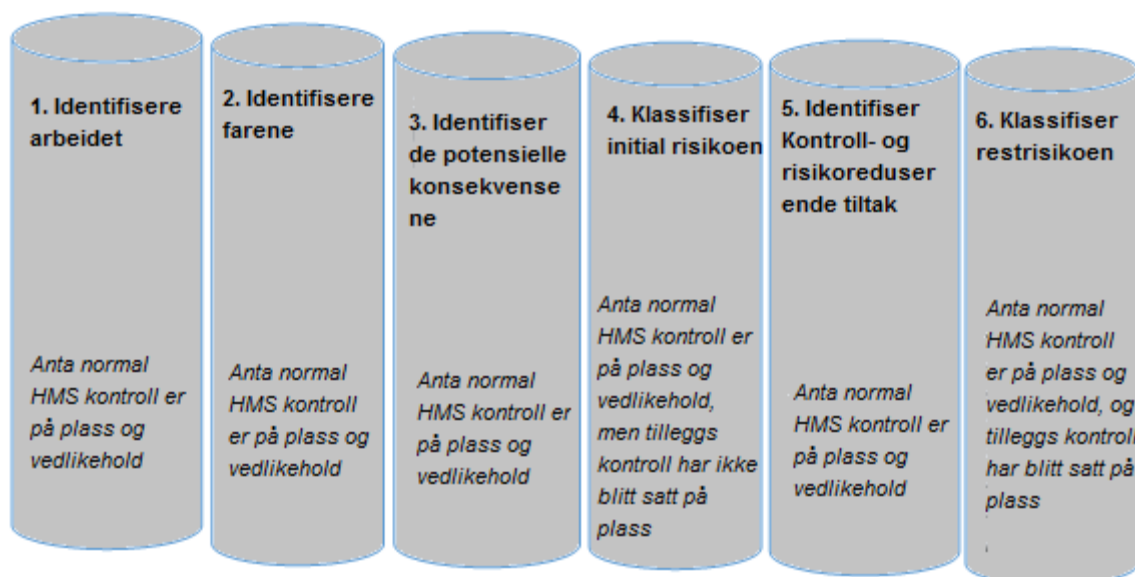 1. Identifisere
arbeidet
Anta normal
HMS kontroll er
på plass og
vedlikehold
2. Identifisere
farene
Anta normal
HMS kontroll
er på plass og
vedlikehold
3. Identifiser
de potensielle
konsekvense
ne
Anta normal
HMS kontroll er
på plass og
vedlikehold
4. Klassifiser
initial risikoen
Anta normal
HMS kontroll er
på plass og
vedlikehold,
men tilleggs
kontroll har ikke
blitt satt på
plass
5. Identifiser
Kontroll- og
risikoreduser
ende tiltak
Anta normal
HMS kontroll er
på plass og
vedlikehold
6. Klassifiser
restrisikoen
Anta normal
HMS kontroll
er på plass og
vedlikehold, og
tilleggs kontroll
har blitt satt på
plass